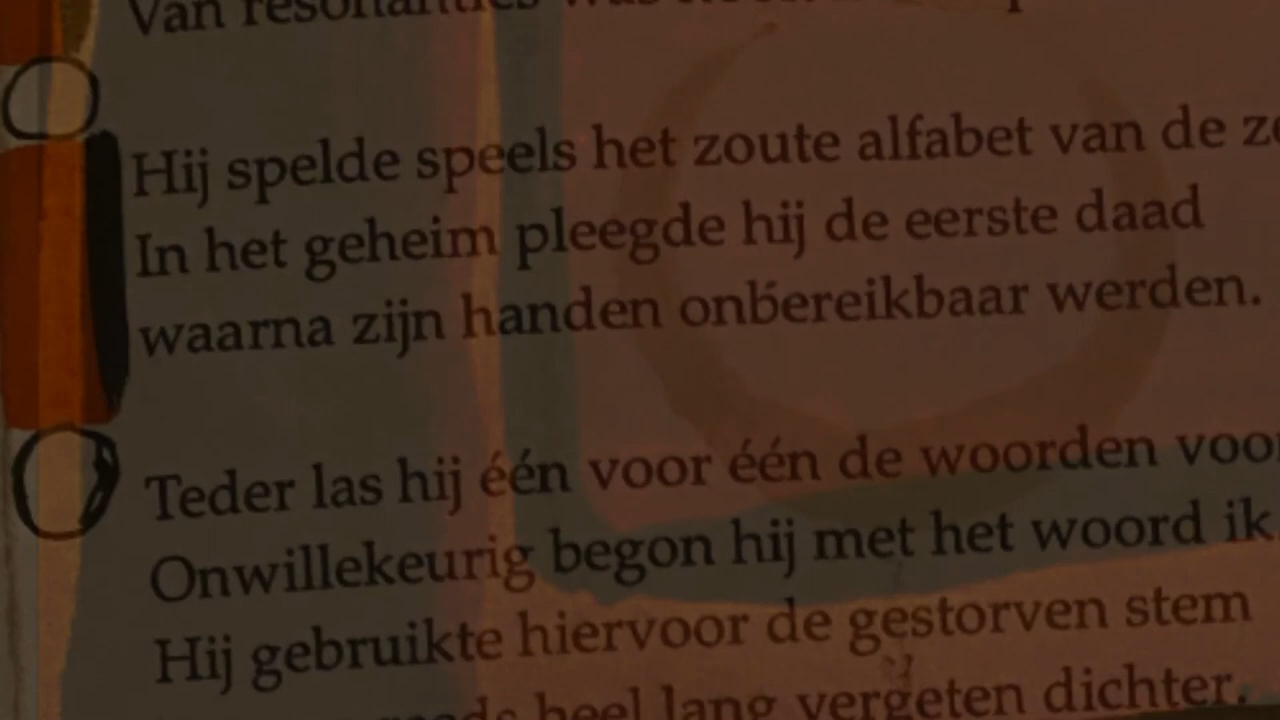 Van resonanties
Hij spelde speels het zoute alfabet van de
In het geheim pleegde hij de eerste daad
waarna zijn handen onbereikbaar werden.
Teder las hij één voor één de woorden
Onwillekeurig begon hij met het woord ik
Hij gebruikte hiervoor de gestorven stem
heel lang vergeten dichter.